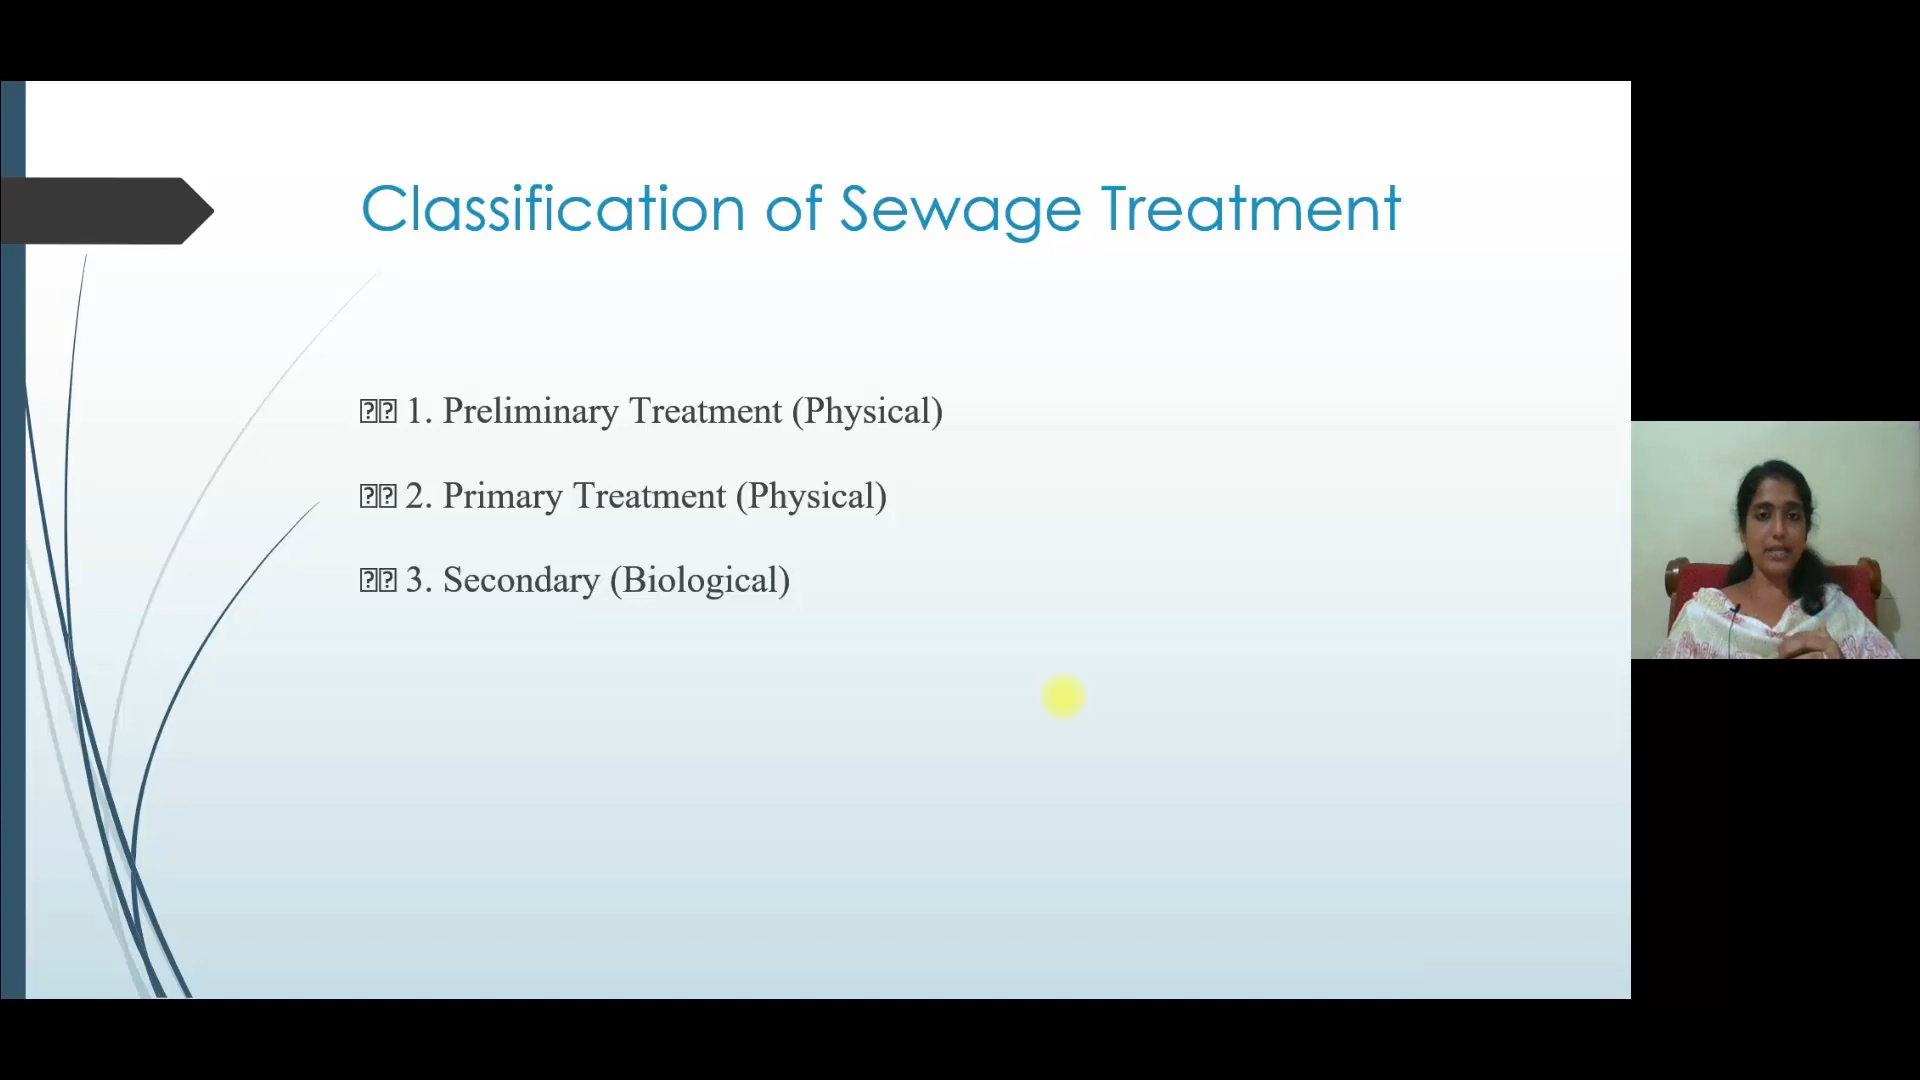 Classification of Sewage Treatment
1. Preliminary Treatment (Physical)
2. Primary Treatment (Physical)
3. Secondary (Biological)